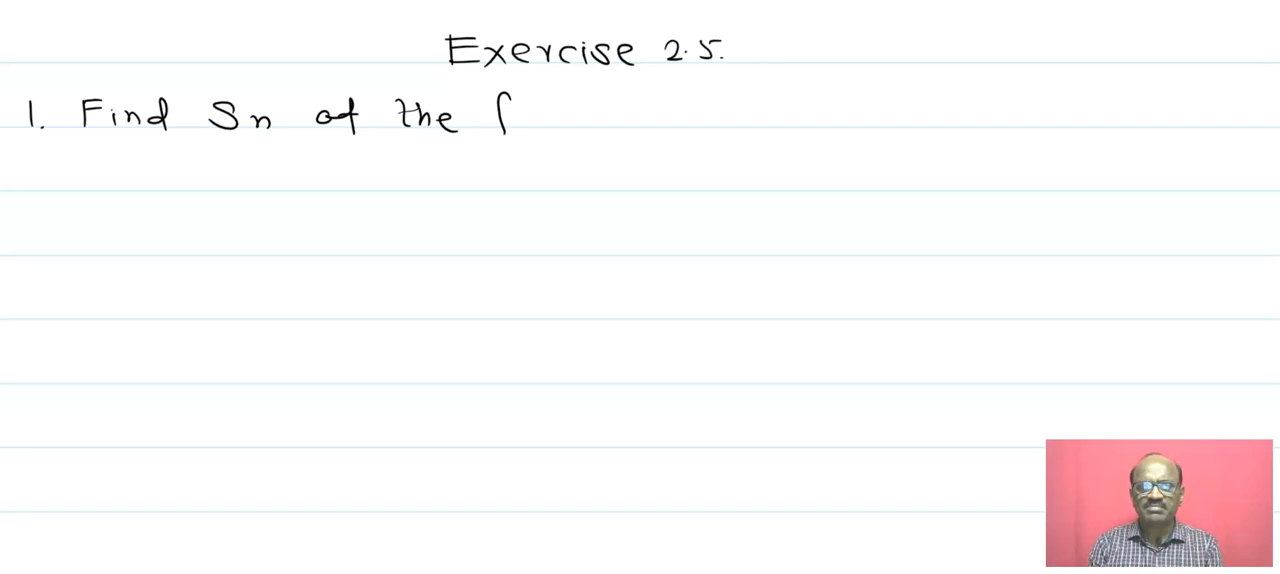 Exercise 2.5.
1. Find Sn of the f